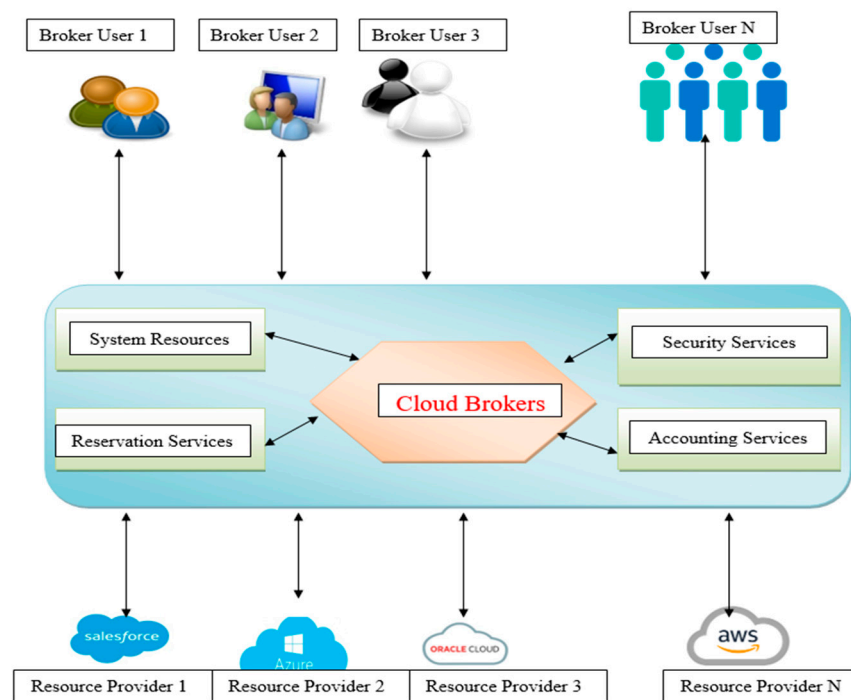 Broker User 1
Broker User 2
Broker User 3
Broker User N
System Resources
Security Services
Cloud Brokers
Reservation Services
Accounting Services
salesforce
Azure
ORACLE CLOUD
aws
Resource Provider 1
Resource Provider 2
Resource Provider 3
Resource Provider N